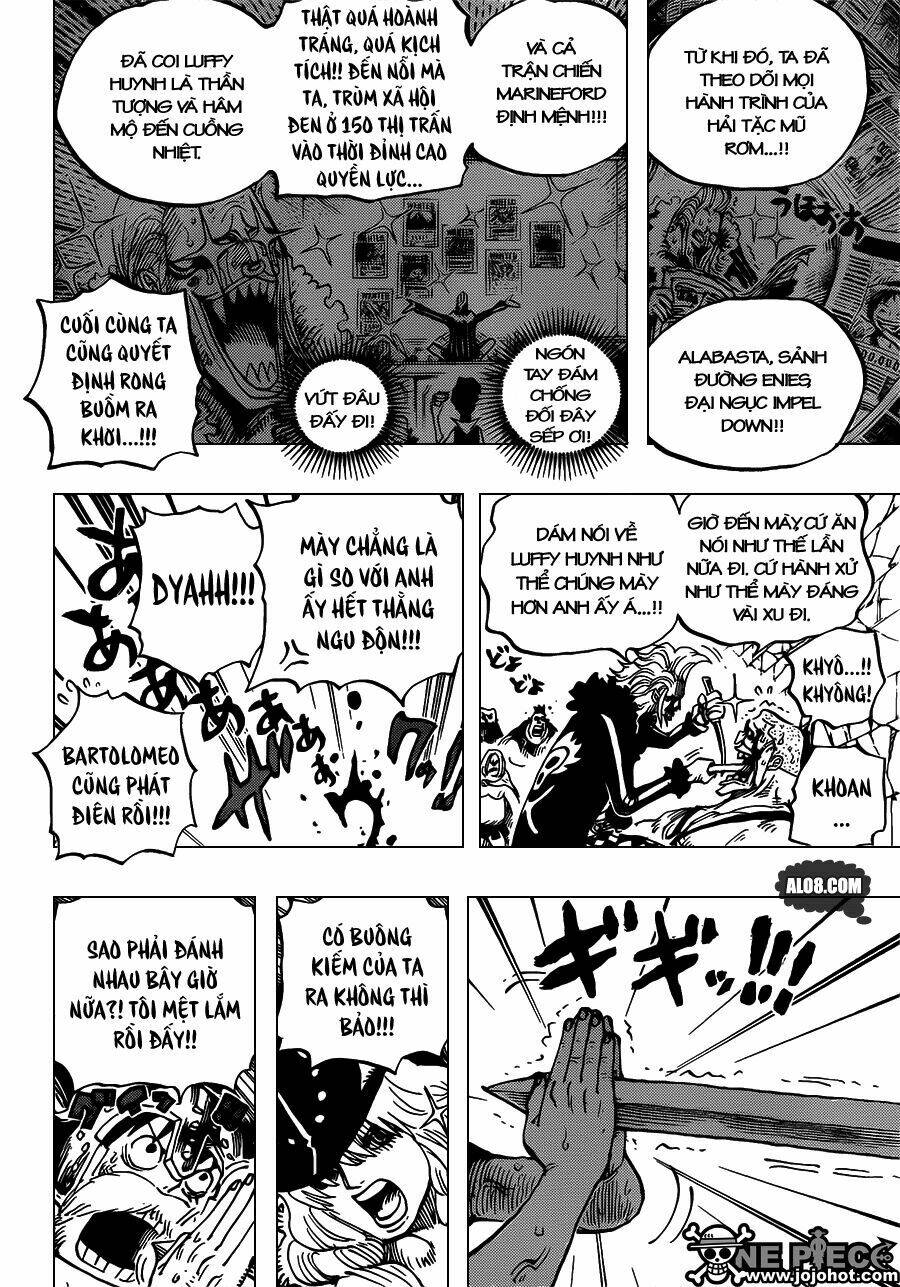 TỪ KHI ĐÓ, TA ĐÃ
THEO DÕI MỌI
HÀNH TRÌNH CỦA
HẢI TẶC MŨ
RƠM...!!
ALABASTA, SẢNH
ĐƯỜNG ENIES,
ĐẠI NGỤC IMPEL
DOWN!!
VÀ CẢ
TRẬN CHIẾN
MARINEFORD
ĐỊNH MỆNH!!!
THẬT QUÁ HOÀNH
TRÁNG, QUÁ KỊCH
TÍCH!! ĐẾN NỖI MÀ
TA, TRÙM XÃ HỘI
ĐEN Ở 150 THỊ TRẤN
VÀO THỜI ĐỈNH CAO
QUYỀN LỰC...
ĐÃ COI LUFFY
HUYNH LÀ THẦN
TƯỢNG VÀ HÂM
MỘ ĐẾN CUỒNG
NHIỆT.
NGÓN
TAY ĐÁM
CHỐNG
ĐỐI ĐÂY
SẾP ƠI!
VỨT ĐÂU
ĐẤY ĐI!
CUỐI CÙNG TA
CŨNG QUYẾT
ĐỊNH RONG
BUỒM RA
KHƠI...!!!
GIỜ ĐẾN MÀY, CỨ ĂN
NÓI NHƯ THẾ LẦN
NỮA ĐI. CỨ HÀNH XỬ
NHƯ THỂ MÀY ĐÁNG
VÀI XU ĐI.
DÁM NÓI VỀ
LUFFY HUYNH NHƯ
THỂ CHÚNG MÀY
HƠN ANH ẤY Á...!!
KHYÔ...!!
KHYÔNG!
KHOAN
...
MÀY CHẲNG LÀ
GÌ SO VỚI ANH
ẤY HẾT THẰNG
NGU ĐỘN!!!
DYAHH!!!
BARTOLOMEO
CŨNG PHÁT
ĐIÊN RỒI!!!
ALO8.COM
ギギ...!!!
CÓ BUÔNG
KIẾM CỦA TA
RA KHÔNG THÌ
BẢO!!!
SAO PHẢI ĐÁNH
NHAU BÂY GIỜ
NỮA?! TÔI MỆT LẮM
RỒI ĐẤY!!
ONE PIECE
www.jojohot.com